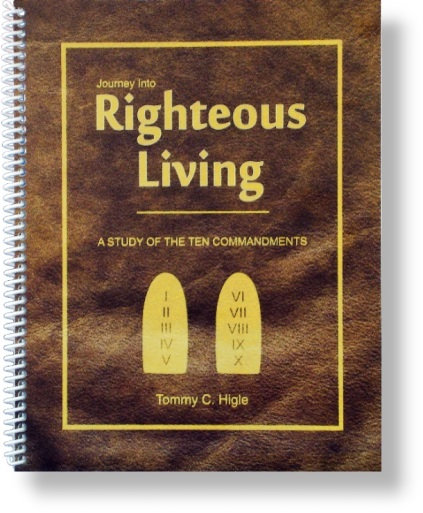 Journey Into
Righteous
Living
A STUDY OF THE TEN COMMANDMENTS
I VI
II VII
III VIII
IV IX
V X
Tommy C. Higle